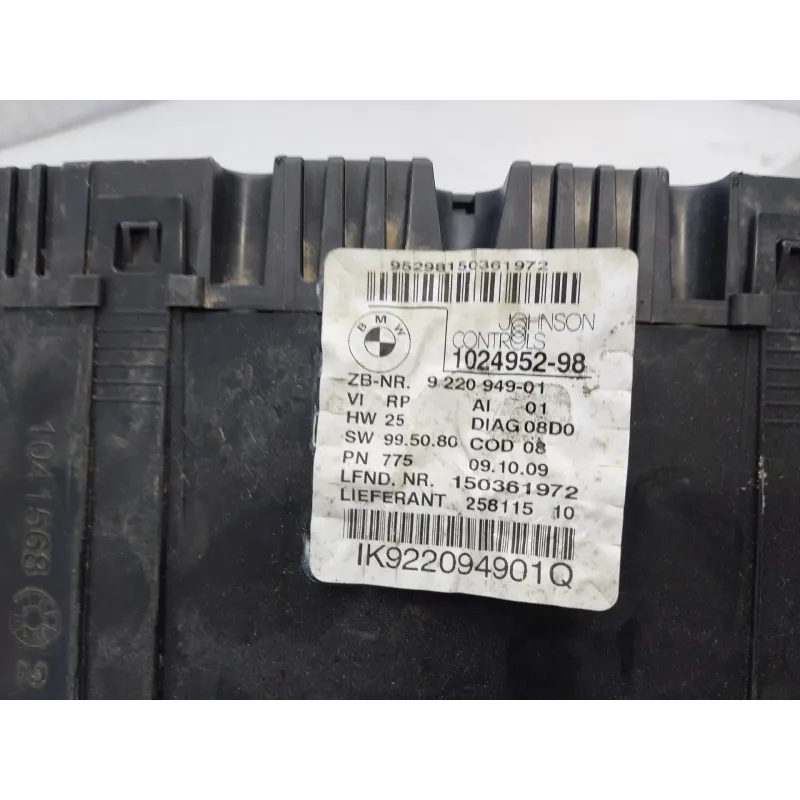 95298150361972
BMW
JOHNSON
CONTROLS
1024952-98
ZB-NR. 9 220 949-01
VI RP AI 01
HW 25 DIAG 08D0
SW 99.50.80 COD 08
PN 775 09.10.09
LFND. NR. 150361972
LIEFERANT 258115 10
IK922094901Q
1041568 2